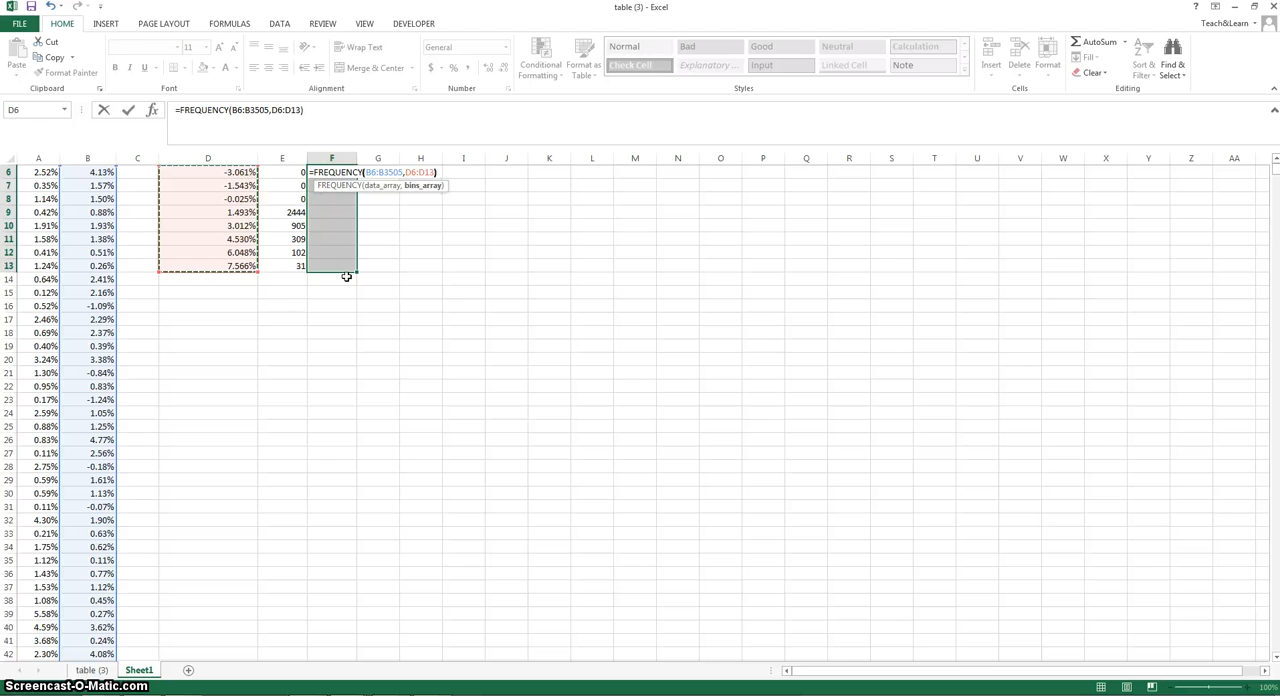 table (3) - Excel
?
FILE HOME INSERT PAGE LAYOUT FORMULAS DATA REVIEW VIEW DEVELOPER Teach&Learn
Paste
Cut
Copy
Format Painter
Clipboard
11 A A
B I U A
Font
Wrap Text
Merge & Center
Alignment
General
$ % ,
Number
Conditional Formatting
Format as Table
Normal Bad Good Neutral Calculation
Check Cell Explanatory ... Input Linked Cell Note
Styles
Insert Delete Format
Cells
AutoSum
Fill
Clear
Sort & Filter
Find & Select
Editing
D6 fx =FREQUENCY(B6:B3505,D6:D13)
A B C D E F G H I J K L M N O P Q R S T U V W X Y Z AA
6 2.52% 4.13% -3.061% 0 =FREQUENCY(B6:B3505,D6:D13)
7 0.35% 1.57% -1.543% 0 FREQUENCY(data_array, bins_array)
8 1.14% 1.50% -0.025% 0
9 0.42% 0.88% 1.493% 2444
10 1.91% 1.93% 3.012% 905
11 1.58% 1.38% 4.530% 309
12 0.41% 0.51% 6.048% 102
13 1.24% 0.26% 7.566% 31
14 0.64% 2.41%
15 0.12% 2.16%
16 0.52% -1.09%
17 2.46% 2.29%
18 0.69% 2.37%
19 0.40% 0.39%
20 3.24% 3.38%
21 1.30% -0.84%
22 0.95% 0.83%
23 0.17% -1.24%
24 2.59% 1.05%
25 0.88% 1.25%
26 0.83% 4.77%
27 0.11% 2.56%
28 2.75% -0.18%
29 0.59% 1.61%
30 0.59% 1.13%
31 0.11% -0.07%
32 4.30% 1.90%
33 0.21% 0.63%
34 1.75% 0.62%
35 1.12% 0.11%
36 1.43% 0.77%
37 1.53% 1.12%
38 1.08% 0.45%
39 5.58% 0.27%
40 4.59% 3.62%
41 3.68% 0.24%
42 2.30% 4.08%
table (3) Sheet1
Screencast-O-Matic.com
100%